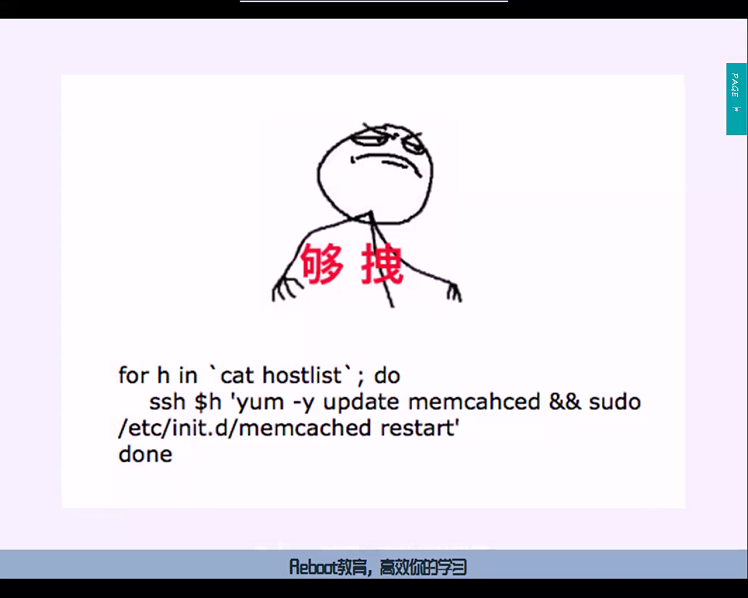 PAGE
够 拽
for h in `cat hostlist`; do
ssh $h 'yum -y update memcahced && sudo
/etc/init.d/memcached restart'
done
Reboot教育，高效你的学习